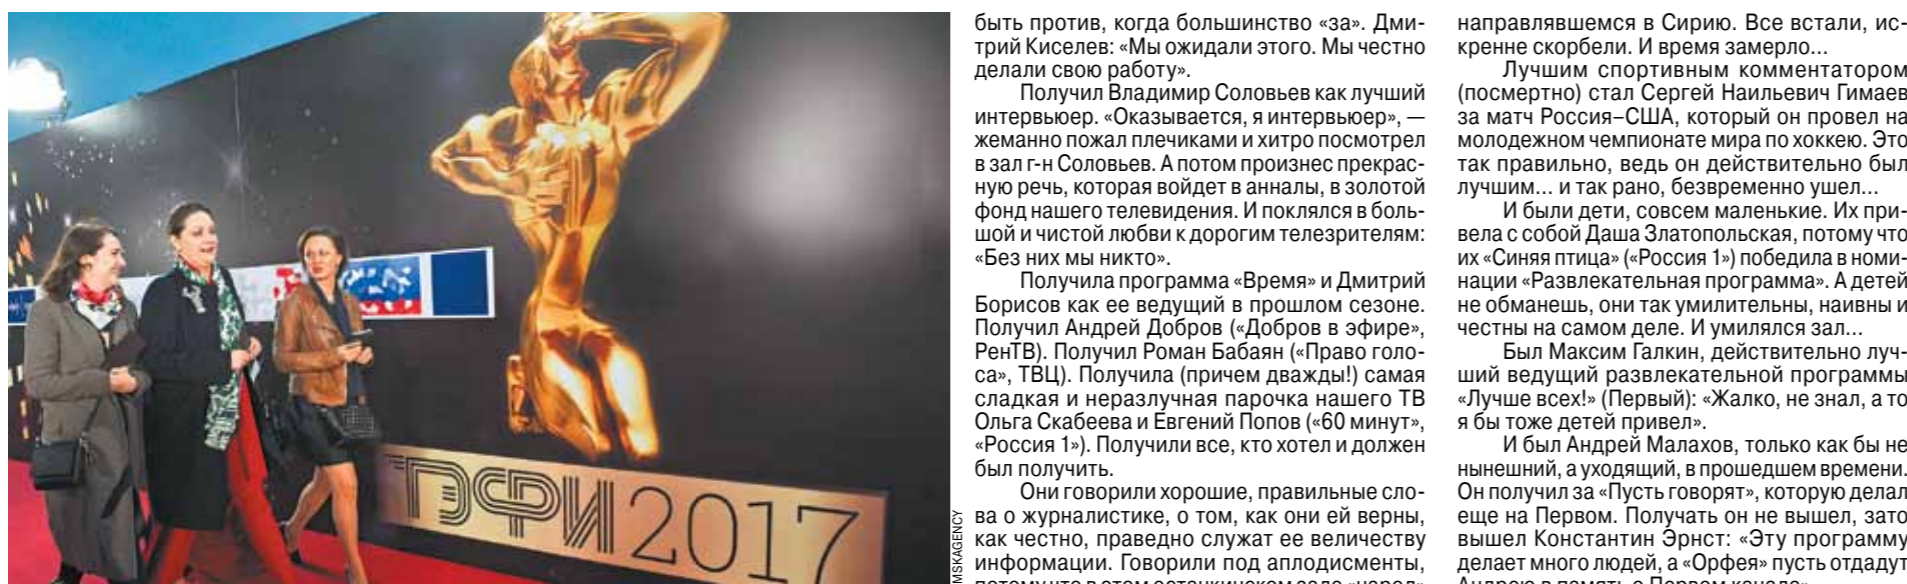 ТЭФИ 2017
MSKAGENCY
быть против, когда большинство «за». Дми-
трий Киселев: «Мы ожидали этого. Мы честно
делали свою работу».
Получил Владимир Соловьев как лучший
интервьюер. «Оказывается, я интервьюер», —
жеманно пожал плечиками и хитро посмотрел
в зал г-н Соловьев. А потом произнес прекрас-
ную речь, которая войдет в анналы, в золотой
фонд нашего телевидения. И поклялся в боль-
шой и чистой любви к дорогим телезрителям:
«Без них мы никто».
Получила программа «Время» и Дмитрий
Борисов как ее ведущий в прошлом сезоне.
Получил Андрей Добров («Добров в эфире»,
РенТВ). Получил Роман Бабаян («Право голо-
са», ТВЦ). Получила (причем дважды!) самая
сладкая и неразлучная парочка нашего ТВ
Ольга Скабеева и Евгений Попов («60 минут»,
«Россия 1»). Получили все, кто хотел и должен
был получить.
Они говорили хорошие, правильные сло-
ва о журналистике, о том, как они ей верны,
как честно, праведно служат ее величеству
информации. Говорили под аплодисменты,
направлявшемся в Сирию. Все встали, ис-
кренне скорбели. И время замерло...
Лучшим спортивным комментатором
(посмертно) стал Сергей Наильевич Гимаев
за матч Россия–США, который он провел на
молодежном чемпионате мира по хоккею. Это
так правильно, ведь он действительно был
лучшим... и так рано, безвременно ушел...
И были дети, совсем маленькие. Их при-
вела с собой Даша Златопольская, потому что
их «Синяя птица» («Россия 1») победила в номи-
нации «Развлекательная программа». А детей
не обманешь, они так умилительны, наивны и
честны на самом деле. И умилялся зал...
Был Максим Галкин, действительно луч-
ший ведущий развлекательной программы
«Лучше всех!» (Первый): «Жалко, не знал, а то
я бы тоже детей привел».
И был Андрей Малахов, только как бы не
нынешний, а уходящий, в прошедшем времени.
Он получил за «Пусть говорят», которую делал
еще на Первом. Получать он не вышел, зато
вышел Константин Эрнст: «Эту программу
делает много людей, а «Орфея» пусть отдадут